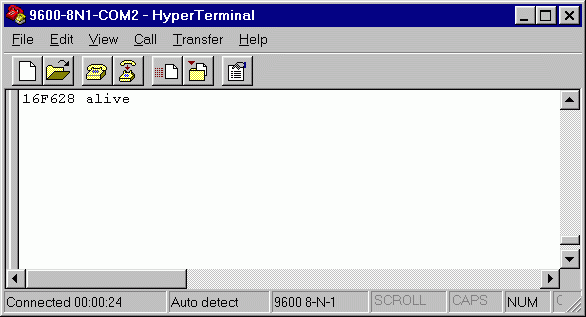 9600-8N1-COM2 - HyperTerminal
File Edit View Call Transfer Help
16F628 alive
Connected 00:00:24 Auto detect 9600 8-N-1 SCROLL CAPS NUM